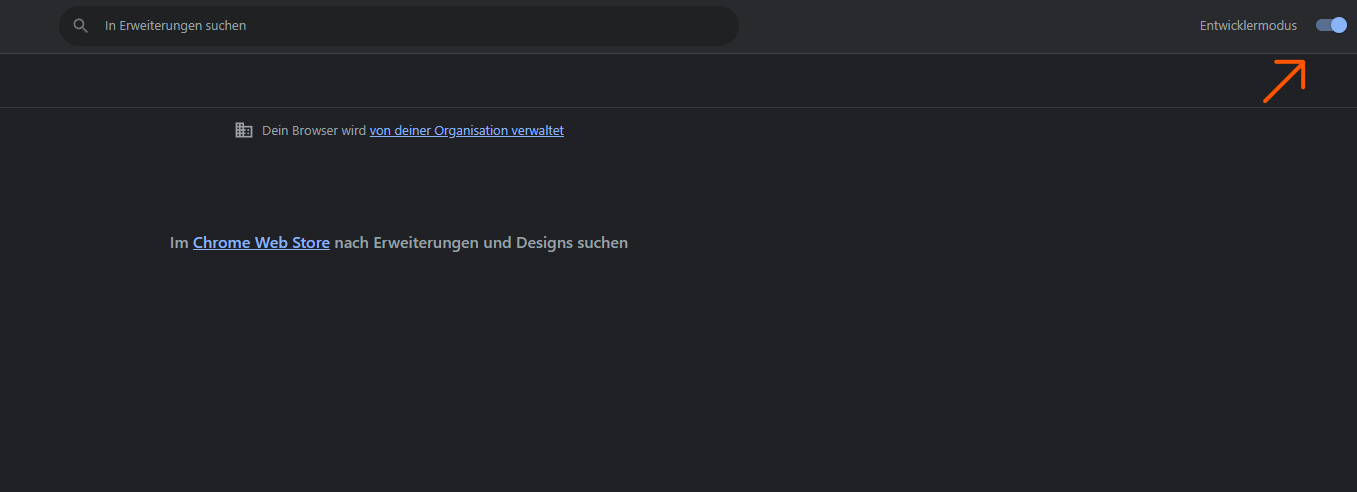 In Erweiterungen suchen
Entwicklermodus
Dein Browser wird von deiner Organisation verwaltet
Im Chrome Web Store nach Erweiterungen und Designs suchen